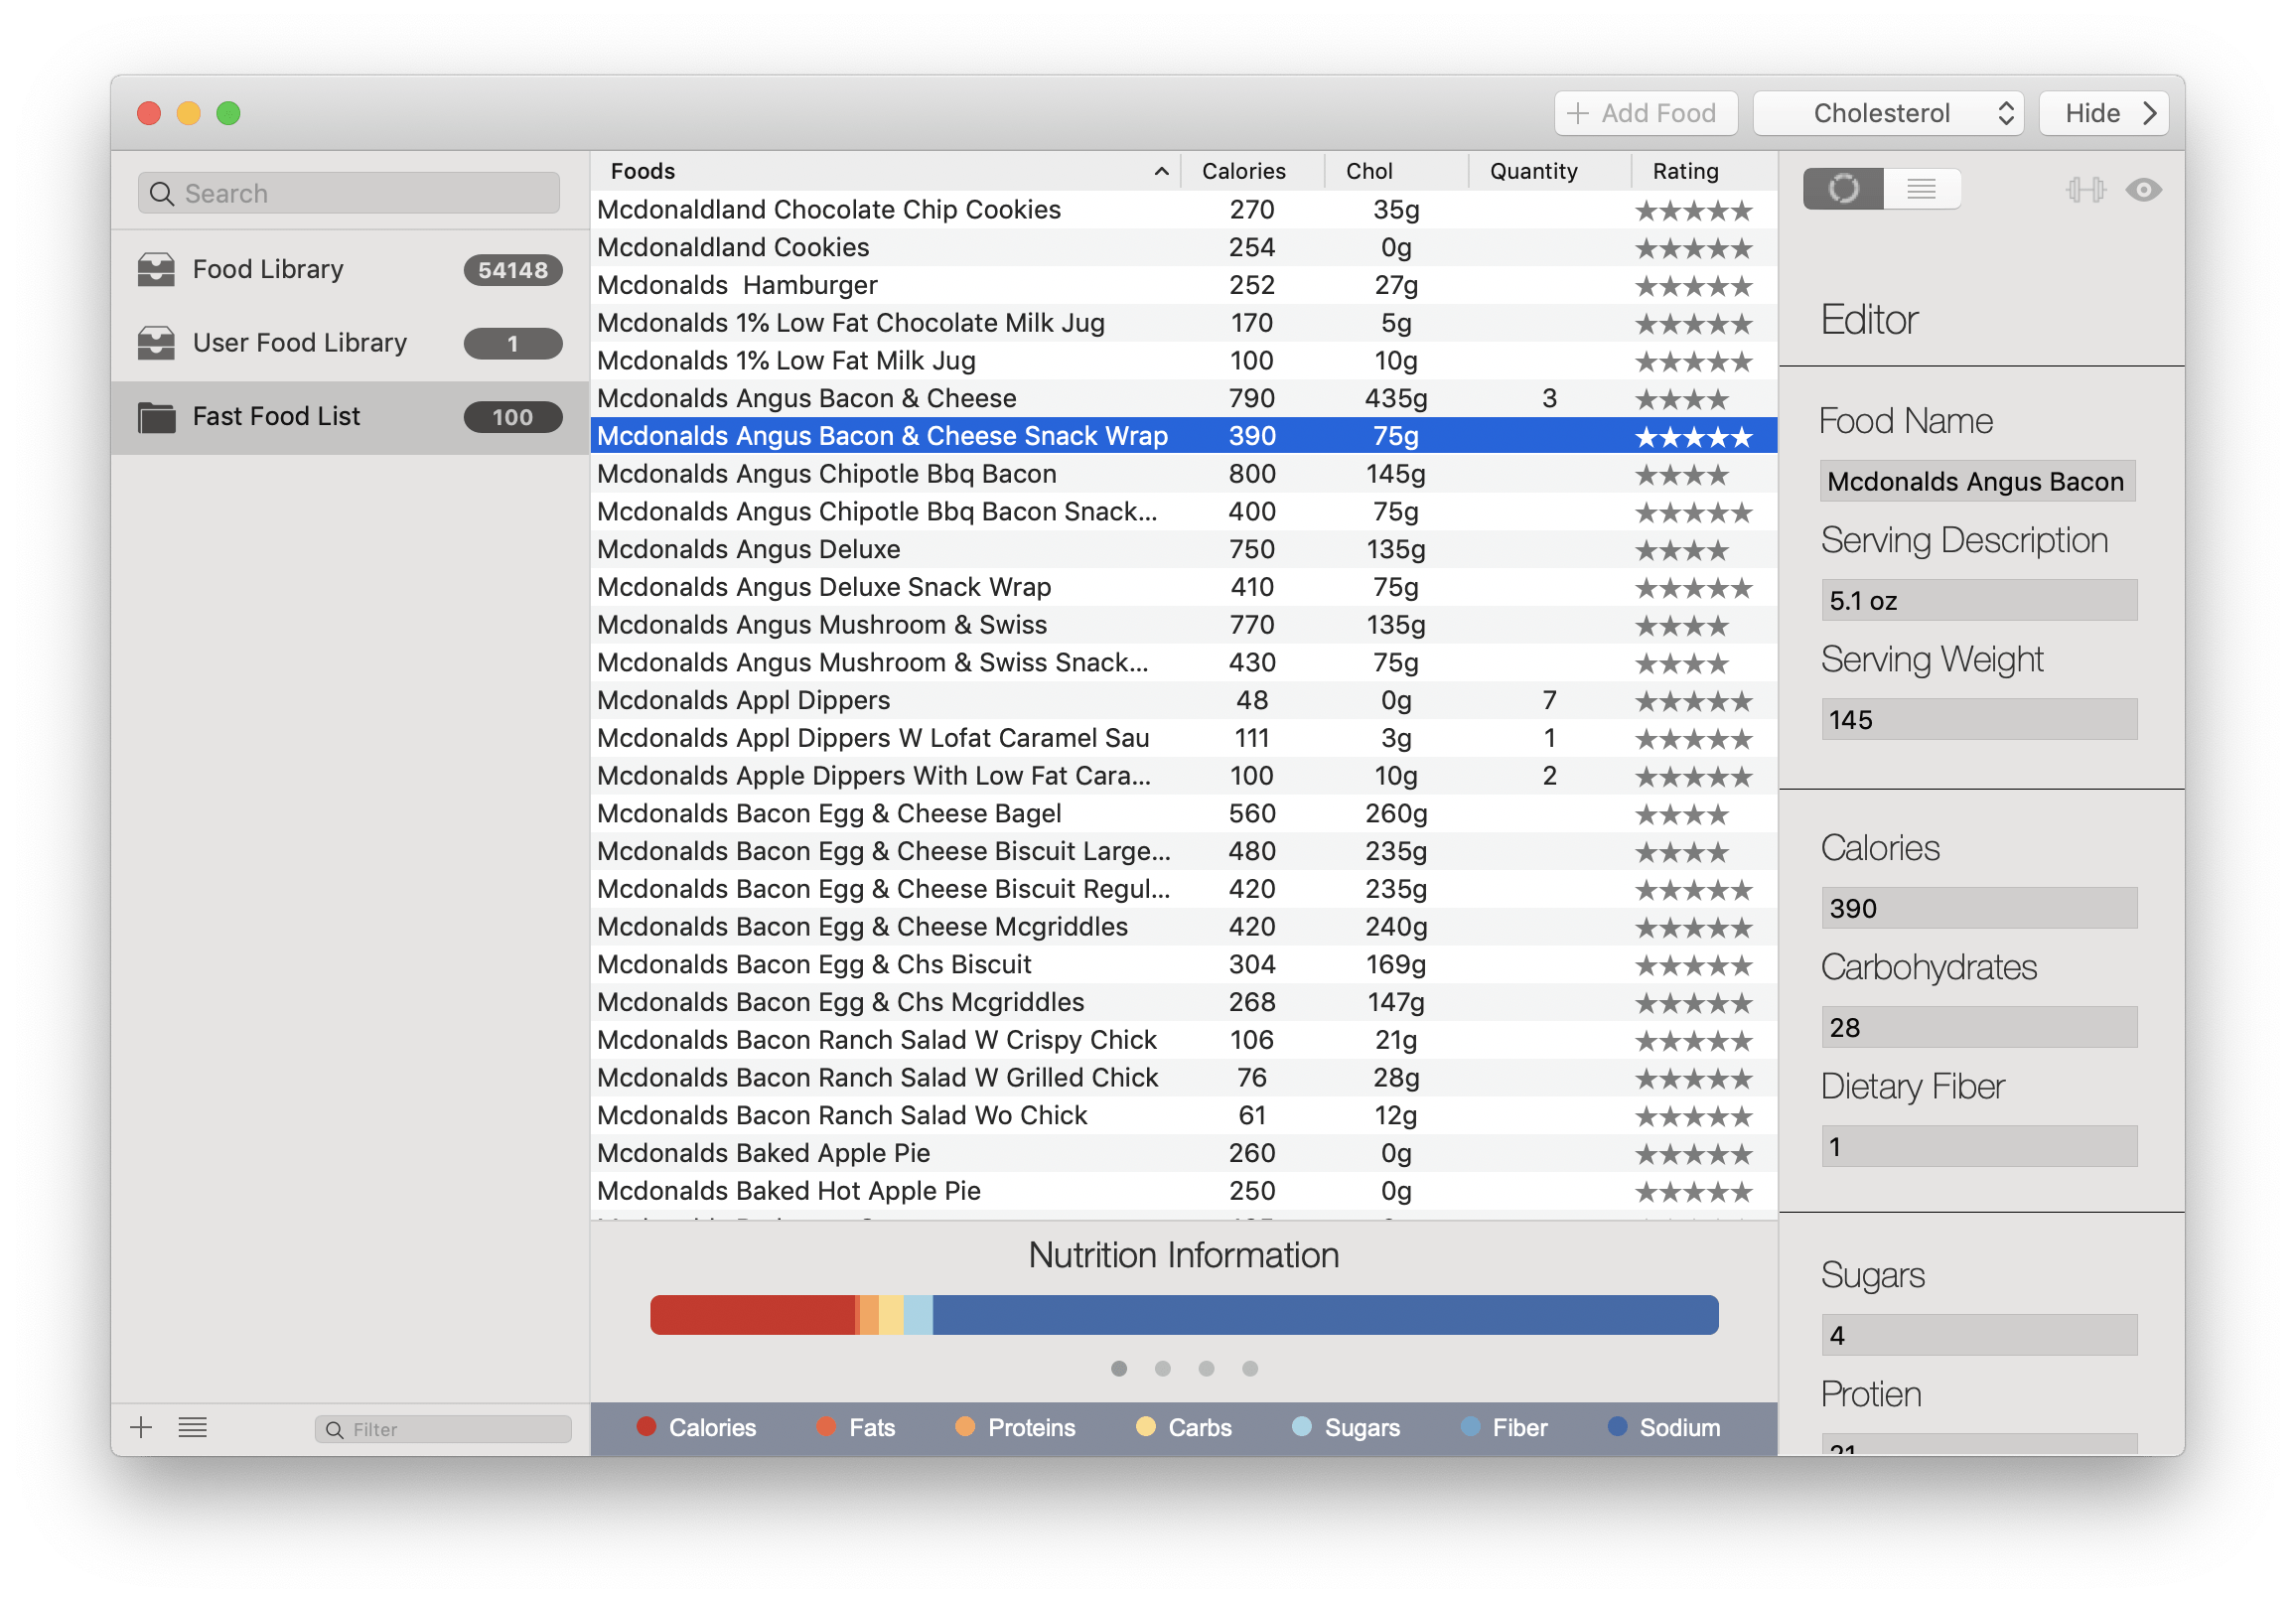 Add Food Cholesterol Hide
Search
Food Library 54148
User Food Library 1
Fast Food List 100
Filter
Foods Calories Chol Quantity Rating
Mcdonaldland Chocolate Chip Cookies 270 35g ★★★★★
Mcdonaldland Cookies 254 0g ★★★★★
Mcdonalds  Hamburger 252 27g ★★★★★
Mcdonalds 1% Low Fat Chocolate Milk Jug 170 5g ★★★★★
Mcdonalds 1% Low Fat Milk Jug 100 10g ★★★★★
Mcdonalds Angus Bacon & Cheese 790 435g 3 ★★★★
Mcdonalds Angus Bacon & Cheese Snack Wrap 390 75g ★★★★★
Mcdonalds Angus Chipotle Bbq Bacon 800 145g ★★★★
Mcdonalds Angus Chipotle Bbq Bacon Snack... 400 75g ★★★★★
Mcdonalds Angus Deluxe 750 135g ★★★★
Mcdonalds Angus Deluxe Snack Wrap 410 75g ★★★★★
Mcdonalds Angus Mushroom & Swiss 770 135g ★★★★
Mcdonalds Angus Mushroom & Swiss Snack... 430 75g ★★★★
Mcdonalds Appl Dippers 48 0g 7 ★★★★★
Mcdonalds Appl Dippers W Lofat Caramel Sau 111 3g 1 ★★★★★
Mcdonalds Apple Dippers With Low Fat Cara... 100 10g 2 ★★★★★
Mcdonalds Bacon Egg & Cheese Bagel 560 260g ★★★★
Mcdonalds Bacon Egg & Cheese Biscuit Large... 480 235g ★★★★
Mcdonalds Bacon Egg & Cheese Biscuit Regul... 420 235g ★★★★★
Mcdonalds Bacon Egg & Cheese Mcgriddles 420 240g ★★★★★
Mcdonalds Bacon Egg & Chs Biscuit 304 169g ★★★★★
Mcdonalds Bacon Egg & Chs Mcgriddles 268 147g ★★★★★
Mcdonalds Bacon Ranch Salad W Crispy Chick 106 21g ★★★★★
Mcdonalds Bacon Ranch Salad W Grilled Chick 76 28g ★★★★★
Mcdonalds Bacon Ranch Salad Wo Chick 61 12g ★★★★★
Mcdonalds Baked Apple Pie 260 0g ★★★★★
Mcdonalds Baked Hot Apple Pie 250 0g ★★★★★
Nutrition Information
Calories Fats Proteins Carbs Sugars Fiber Sodium
Editor
Food Name
Mcdonalds Angus Bacon
Serving Description
5.1 oz
Serving Weight
145
Calories
390
Carbohydrates
28
Dietary Fiber
1
Sugars
4
Protien
21